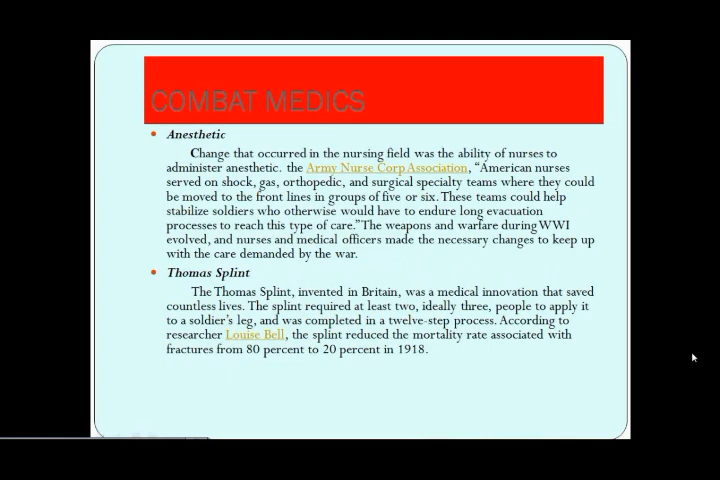 COMBAT MEDICS
• Anesthetic
Change that occurred in the nursing field was the ability of nurses to
administer anesthetic. the Army Nurse Corp Association, “American nurses
served on shock, gas, orthopedic, and surgical specialty teams where they could
be moved to the front lines in groups of five or six. These teams could help
stabilize soldiers who otherwise would have to endure long evacuation
processes to reach this type of care.” The weapons and warfare during WWI
evolved, and nurses and medical officers made the necessary changes to keep up
with the care demanded by the war.
• Thomas Splint
The Thomas Splint, invented in Britain, was a medical innovation that saved
countless lives. The splint required at least two, ideally three, people to apply it
to a soldier’s leg, and was completed in a twelve-step process. According to
researcher Louise Bell, the splint reduced the mortality rate associated with
fractures from 80 percent to 20 percent in 1918.